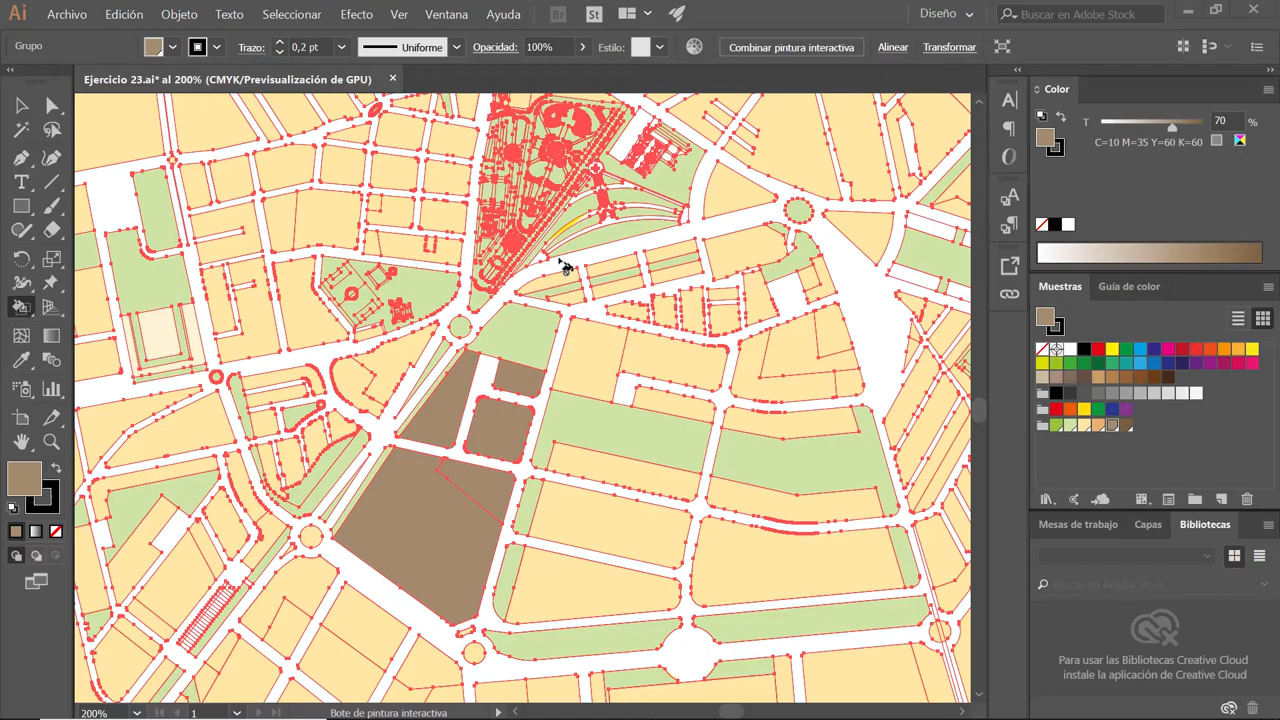 Ai Archivo Edición Objeto Texto Seleccionar Efecto Ver Ventana Ayuda Br St Diseño Buscar en Adobe Stock
Grupo Trazo: 0,2 pt Uniforme Opacidad: 100% Estilo: Combinar pintura interactiva Alinear Transformar
Ejercicio 23.ai* al 200% (CMYK/Previsualización de GPU)
Color
T 70 %
C=10 M=35 Y=60 K=60
Muestras Guía de color
Mesas de trabajo Capas Bibliotecas
Buscar en Adobe Stock
Para usar las Bibliotecas Creative Cloud
instale la aplicación de Creative Cloud
200% 1 Bote de pintura interactiva